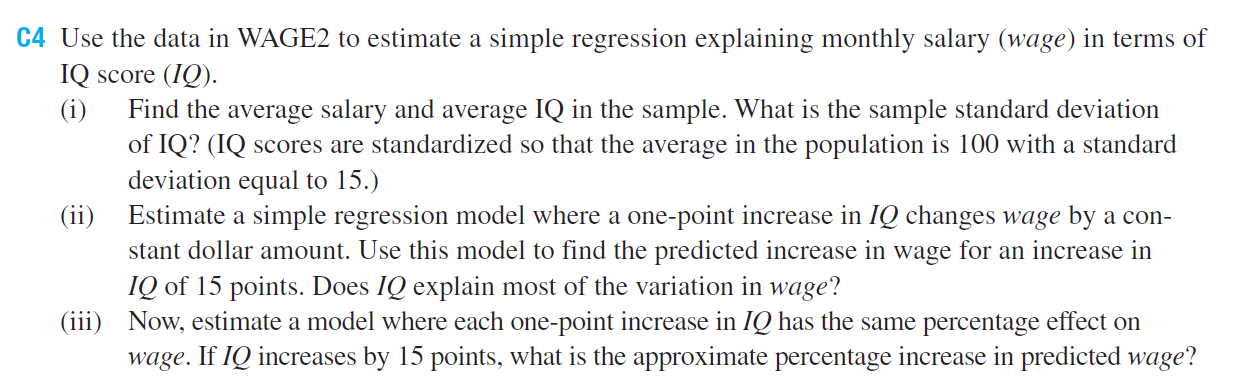 C4 Use the data in WAGE2 to estimate a simple regression explaining monthly salary (wage) in terms of
IQ score (IQ).
(i) Find the average salary and average IQ in the sample. What is the sample standard deviation
of IQ? (IQ scores are standardized so that the average in the population is 100 with a standard
deviation equal to 15.)
(ii) Estimate a simple regression model where a one-point increase in IQ changes wage by a con-
stant dollar amount. Use this model to find the predicted increase in wage for an increase in
IQ of 15 points. Does IQ explain most of the variation in wage?
(iii) Now, estimate a model where each one-point increase in IQ has the same percentage effect on
wage. If IQ increases by 15 points, what is the approximate percentage increase in predicted wage?